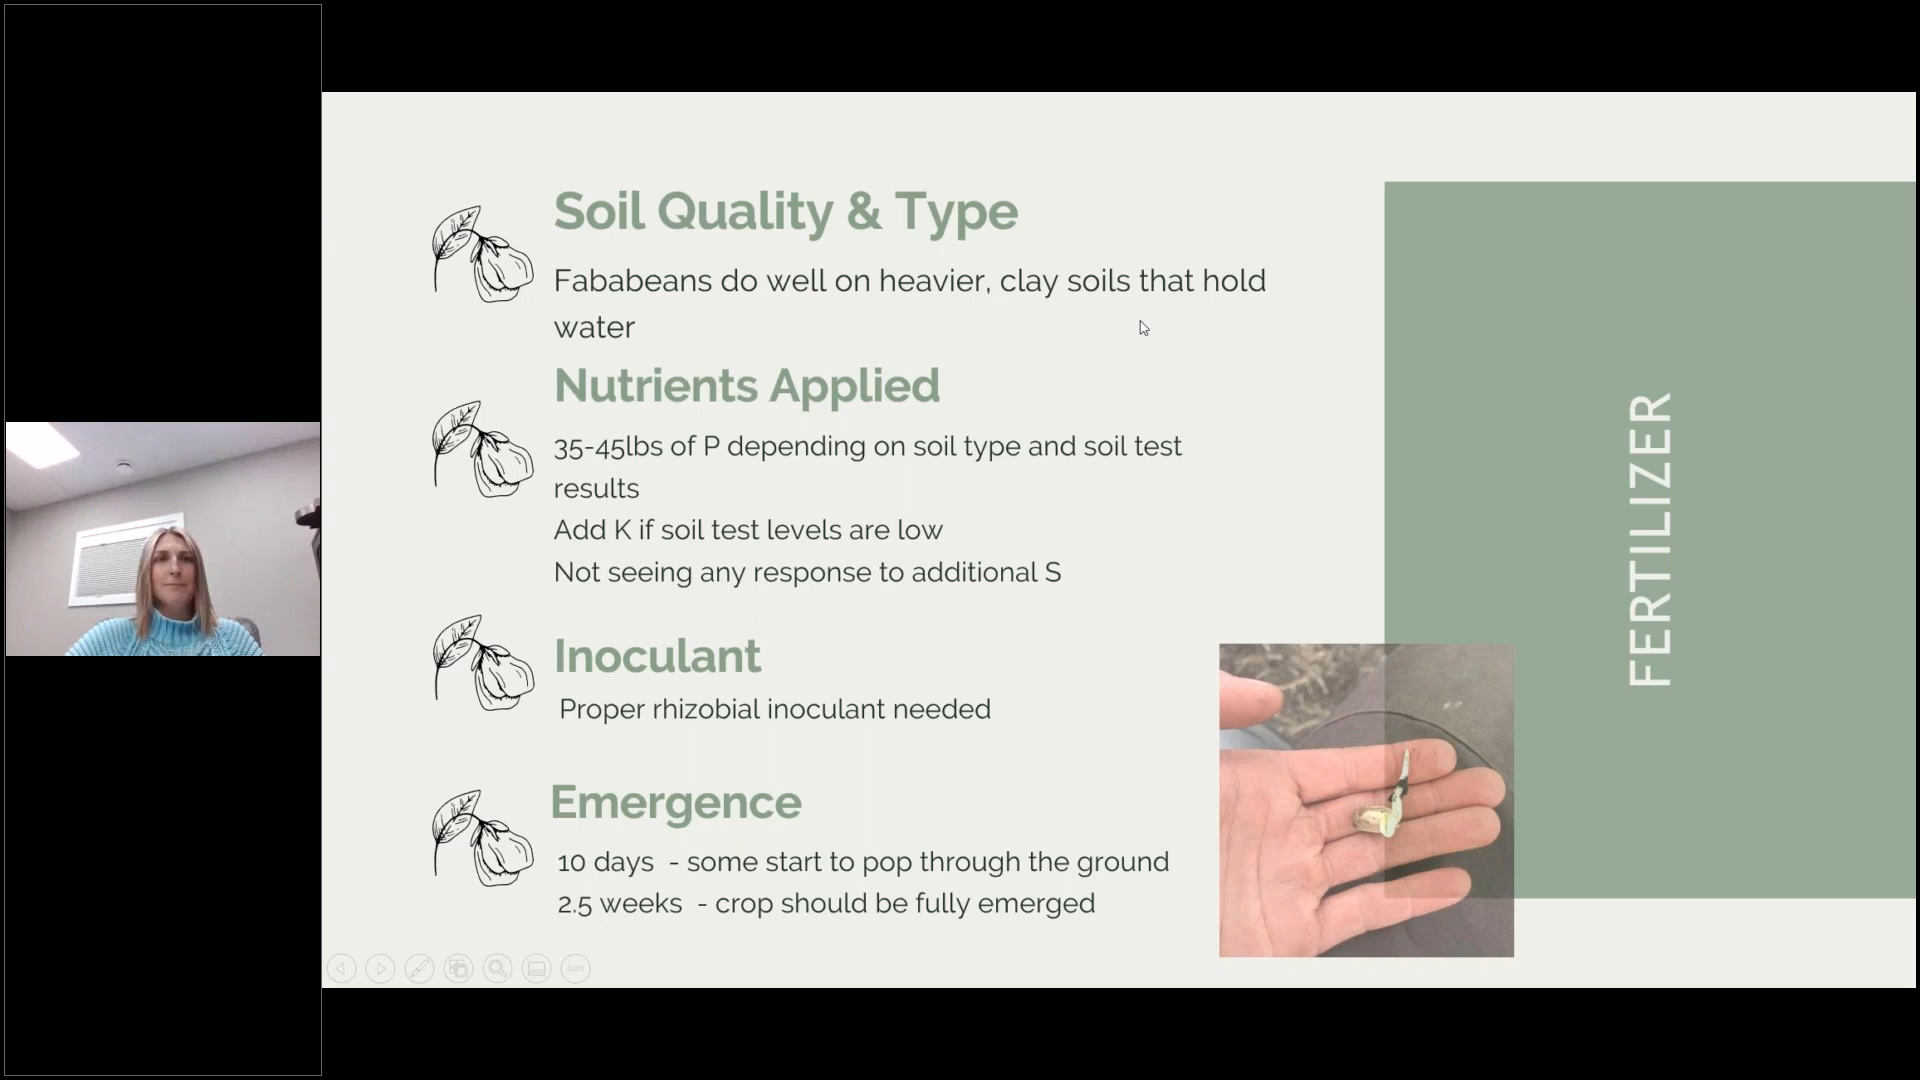 Soil Quality & Type
Fababeans do well on heavier, clay soils that hold
water
Nutrients Applied
35-45lbs of P depending on soil type and soil test
results
Add K if soil test levels are low
Not seeing any response to additional S
Inoculant
Proper rhizobial inoculant needed
Emergence
10 days - some start to pop through the ground
2.5 weeks - crop should be fully emerged
FERTILIZER